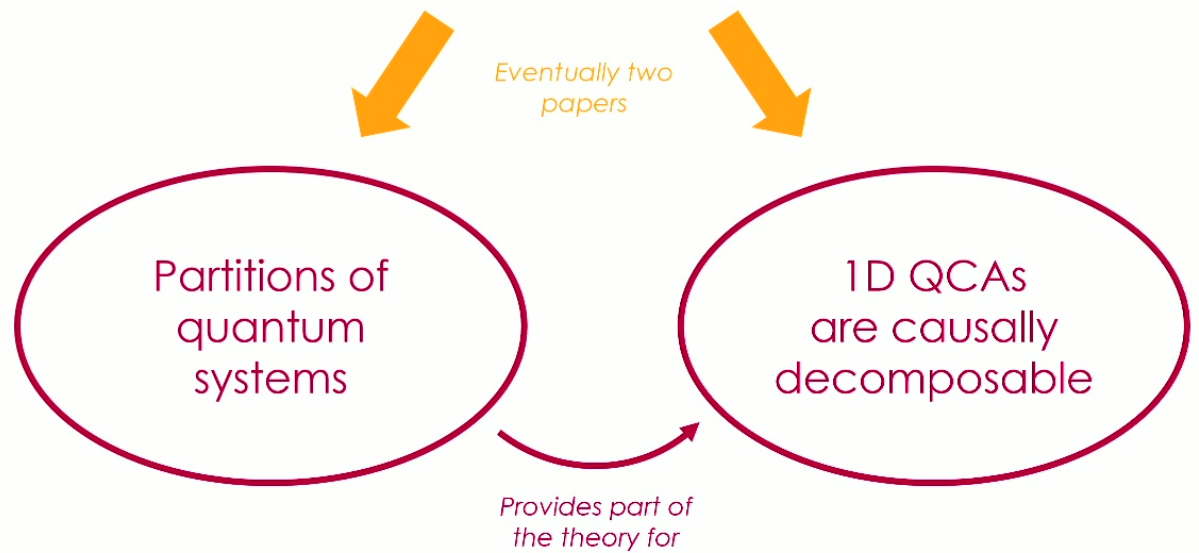 Eventually two
papers
Partitions of
quantum
systems
1D QCAs
are causally
decomposable
Provides part of
the theory for